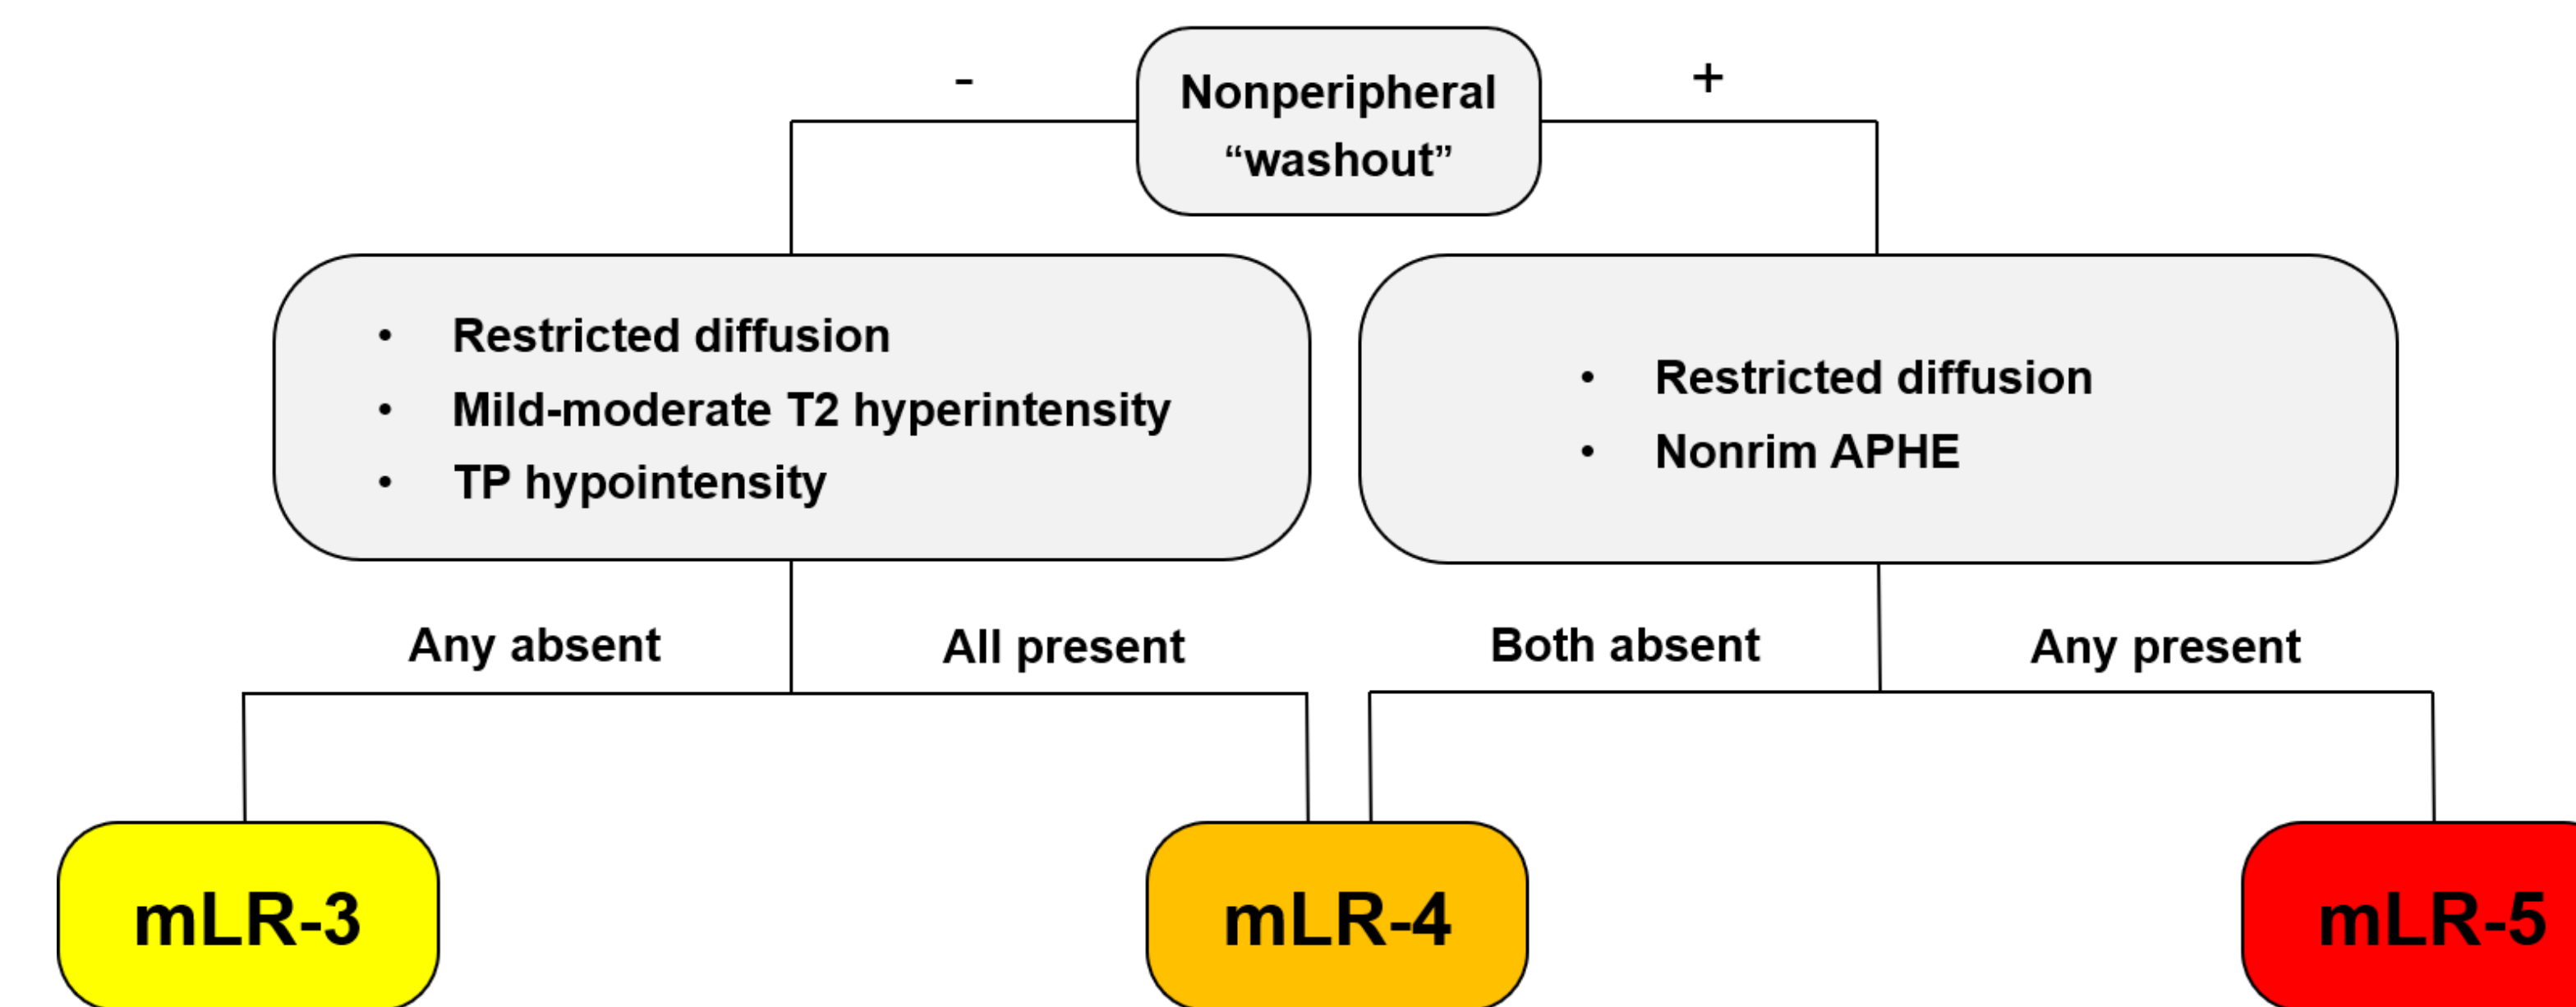 -
Nonperipheral
“washout”
+
• Restricted diffusion
• Mild-moderate T2 hyperintensity
• TP hypointensity
• Restricted diffusion
• Nonrim APHE
Any absent
All present
Both absent
Any present
mLR-3
mLR-4
mLR-5